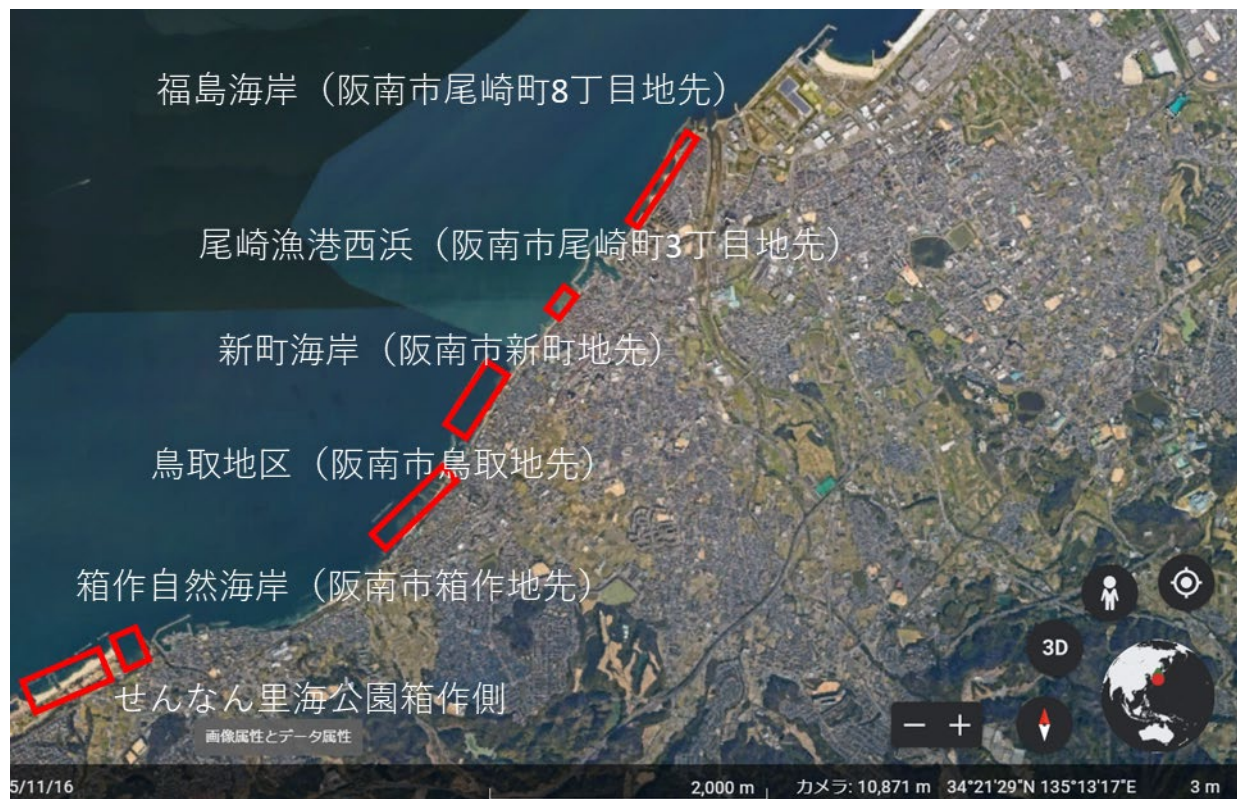 福島海岸（阪南市尾崎町8丁目地先）
尾崎漁港西浜（阪南市尾崎町3丁目地先）
新町海岸（阪南市新町地先）
鳥取地区（阪南市鳥取地先）
箱作自然海岸（阪南市箱作地先）
せんなん里海公園箱作側
画像属性とデータ属性
3D
5/11/16
2,000 m
カメラ: 10,871 m 34°21'29"N 135°13'17"E 3 m